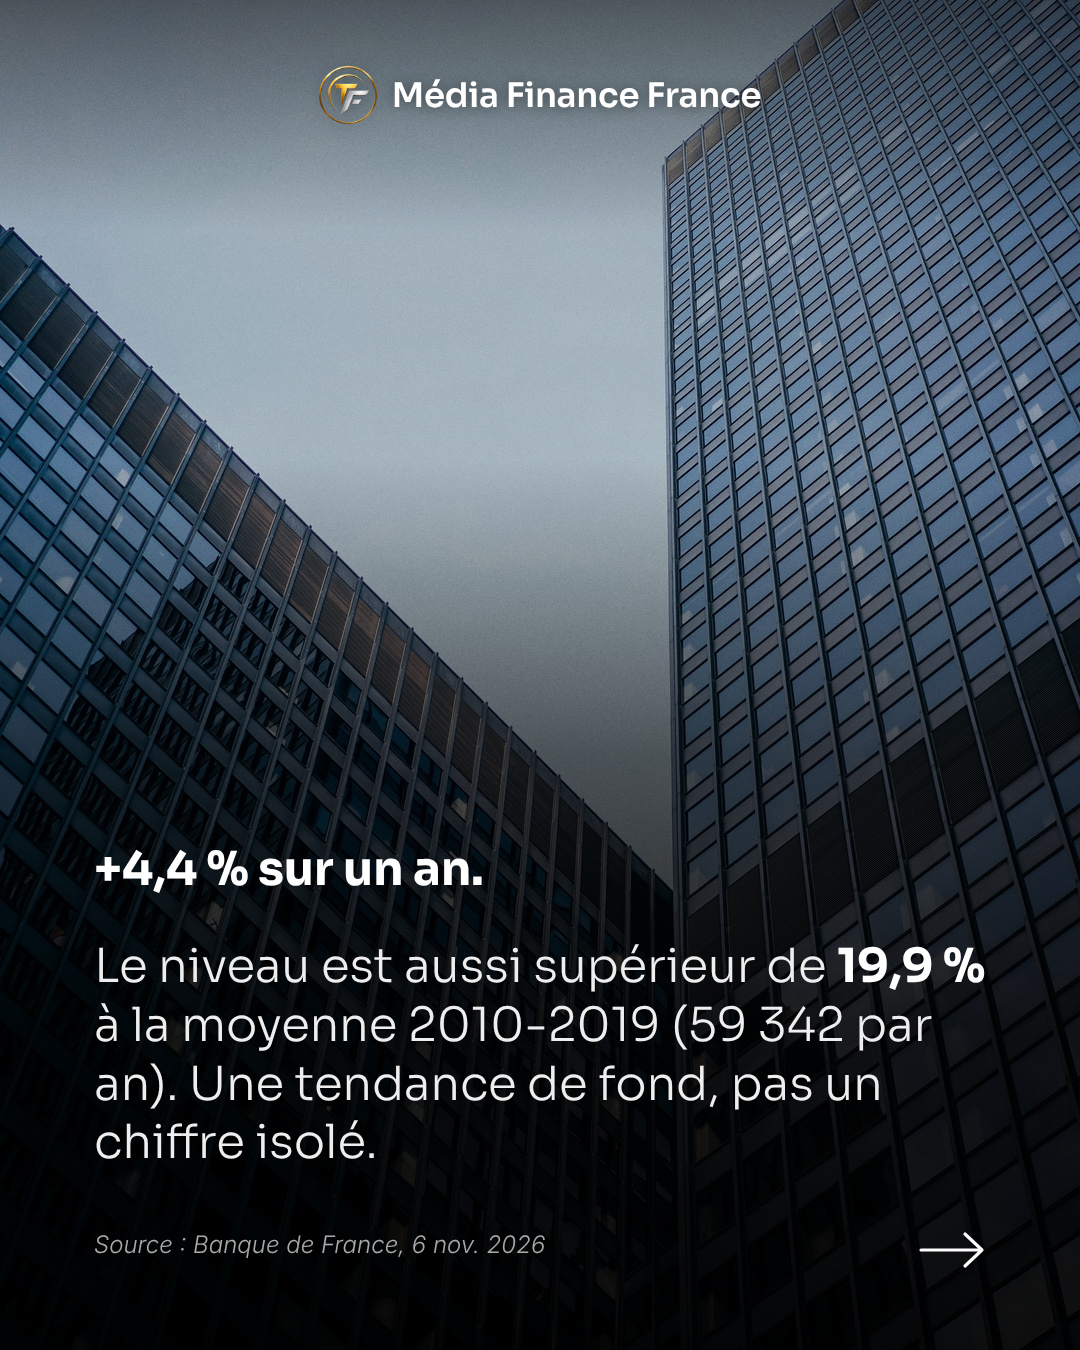 TF
Média Finance France
+4,4 % sur un an.
Le niveau est aussi supérieur de 19,9 %
à la moyenne 2010-2019 (59 342 par
an). Une tendance de fond, pas un
chiffre isolé.
Source : Banque de France, 6 nov. 2026